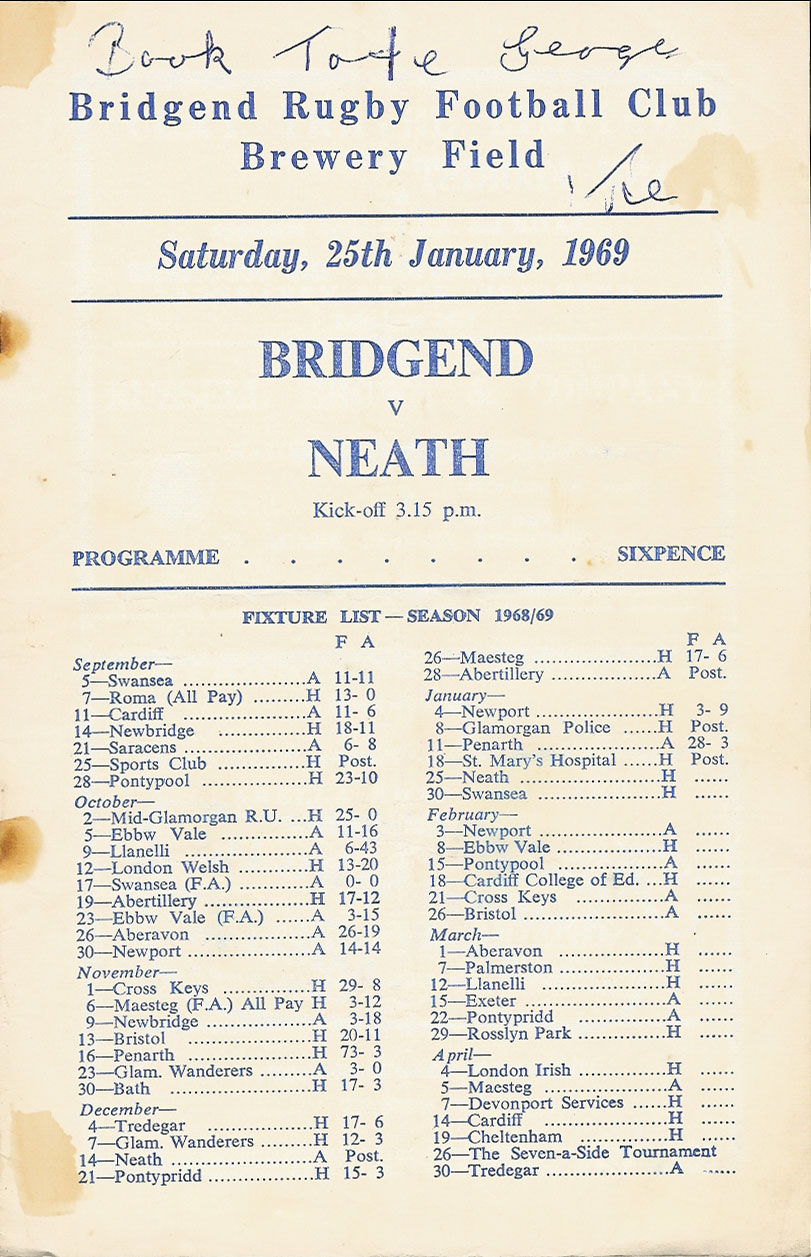 Book To George
Bridgend Rugby Football Club
Brewery Field
Saturday, 25th January, 1969
BRIDGEND
v
NEATH
Kick-off 3.15 p.m.
PROGRAMME . . . . . . . . SIXPENCE
FIXTURE LIST — SEASON 1968/69
F A
September—
5—Swansea ......................A 11-11
7—Roma (All Pay) .........H 13- 0
11—Cardiff ....................A 11- 6
14—Newbridge ...............H 18-11
21—Saracens ....................A 6- 8
25—Sports Club ...............H Post.
28—Pontypool .................H 23-10
October—
2—Mid-Glamorgan R.U. ...H 25- 0
5—Ebbw Vale ..............A 11-16
9—Llanelli ....................A 6-43
12—London Welsh ............H 13-20
17—Swansea (F.A.) ............A 0- 0
19—Abertillery ..................H 17-12
23—Ebbw Vale (F.A.) ......A 3-15
26—Aberavon .................A 26-19
30—Newport ....................A 14-14
November—
1—Cross Keys ...............H 29- 8
6—Maesteg (F.A.) All Pay H 3-12
9—Newbridge .................A 3-18
13—Bristol ....................H 20-11
16—Penarth ....................H 73- 3
23—Glam. Wanderers .........A 3- 0
30—Bath ........................H 17- 3
December—
4—Tredegar ..................H 17- 6
7—Glam. Wanderers .........H 12- 3
14—Neath .......................A Post.
21—Pontypridd .................H 15- 3
F A
26—Maesteg ....................H 17- 6
28—Abertillery .................A Post.
January—
4—Newport ....................H 3- 9
8—Glamorgan Police ......H Post.
11—Penarth ....................A 28- 3
18—St. Mary's Hospital ......H Post.
25—Neath .......................H ......
30—Swansea ....................H ......
February—
3—Newport ....................A ......
8—Ebbw Vale .................H ......
15—Pontypool .................A ......
18—Cardiff College of Ed. ...H ......
21—Cross Keys ...............A ......
26—Bristol .......................A ......
March—
1—Aberavon .................H ......
7—Palmerston .................H ......
12—Llanelli ....................H ......
15—Exeter .......................A ......
22—Pontypridd ...............A ......
29—Rosslyn Park ...............H ......
April—
4—London Irish ...............H ......
5—Maesteg ....................A ......
7—Devonport Services ......H ......
14—Cardiff ....................H ......
19—Cheltenham ...............H ......
26—The Seven-a-Side Tournament
30—Tredegar ....................A ......